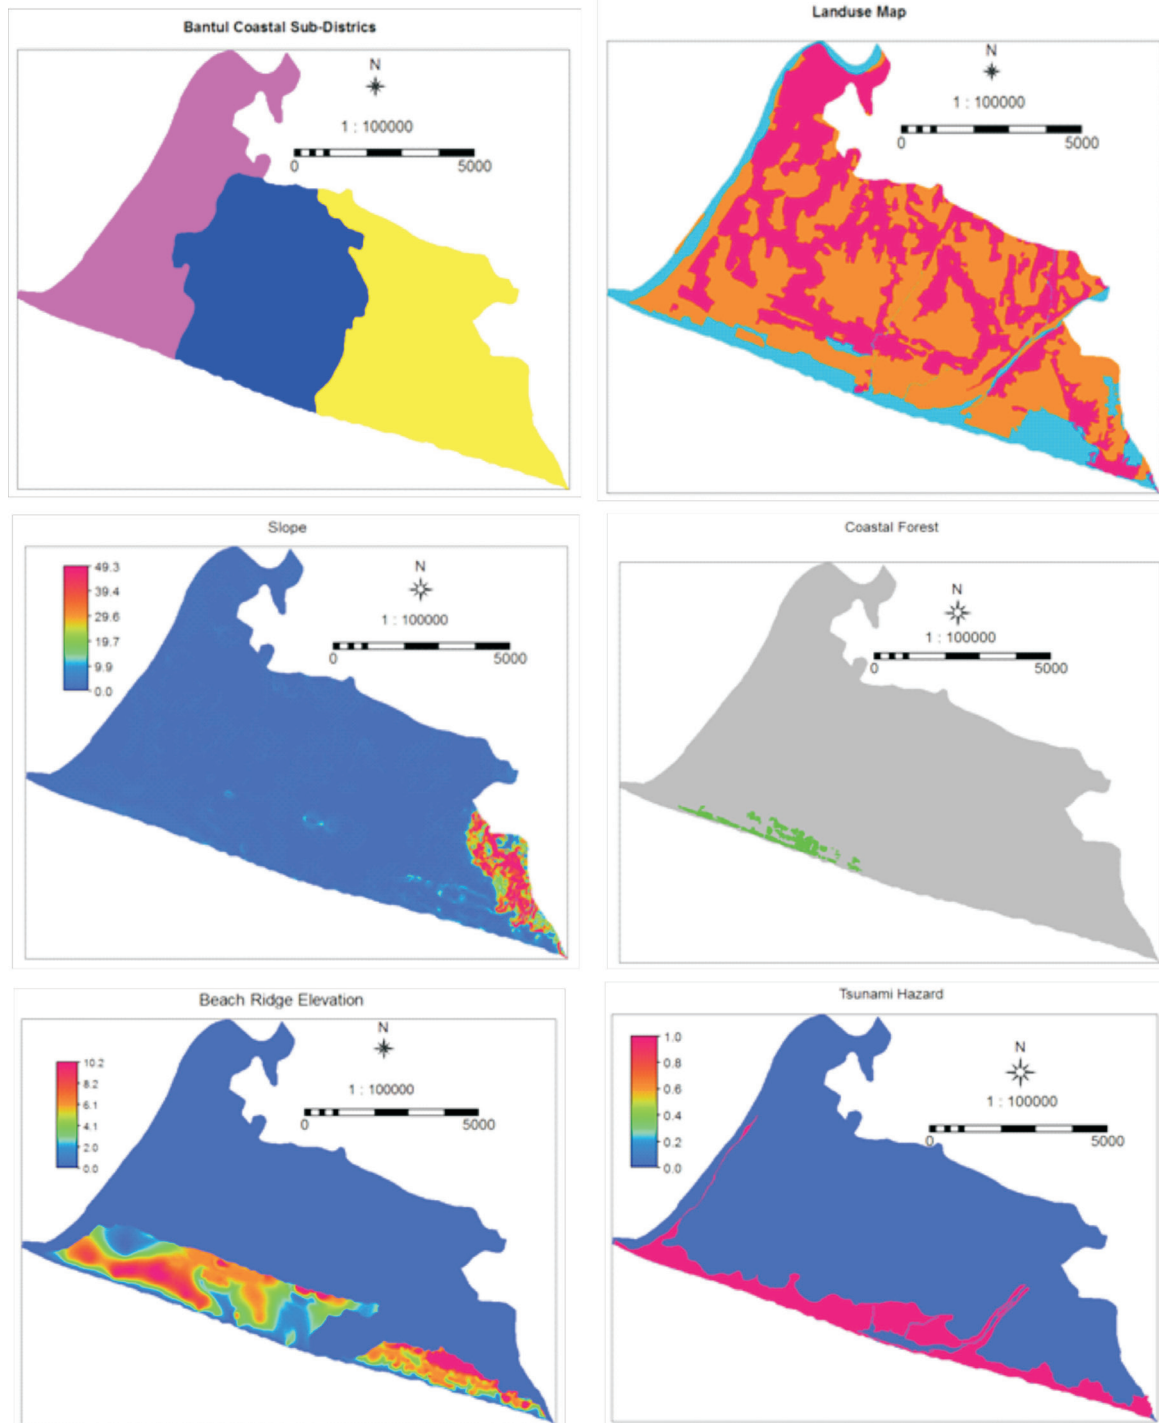 Bantul Coastal Sub-Districs
N
1 : 100000
0 5000
Landuse Map
N
1 : 100000
0 5000
Slope
49.3
39.4
29.6
19.7
9.9
0.0
N
1 : 100000
0 5000
Coastal Forest
N
1 : 100000
0 5000
Beach Ridge Elevation
10.2
8.2
6.1
4.1
2.0
0.0
N
1 : 100000
0 5000
Tsunami Hazard
1.0
0.8
0.6
0.4
0.2
0.0
N
1 : 100000
0 5000